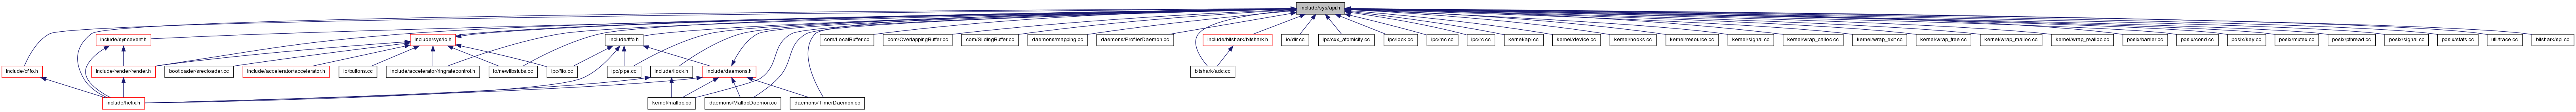 include/sys/api.h
include/syncevent.h
include/sys/io.h
include/fifo.h
com/LocalBuffer.cc
com/OverlappingBuffer.cc
com/SlidingBuffer.cc
daemons/mapping.cc
daemons/ProfilerDaemon.cc
include/bitshark/bitshark.h
io/dir.cc
ipc/cxx_atomicity.cc
ipc/lock.cc
ipc/mc.cc
ipc/rc.cc
kernel/api.cc
kernel/device.cc
kernel/hooks.cc
kernel/resource.cc
kernel/signal.cc
kernel/wrap_calloc.cc
kernel/wrap_exit.cc
kernel/wrap_free.cc
kernel/wrap_malloc.cc
kernel/wrap_realloc.cc
posix/barrier.cc
posix/cond.cc
posix/key.cc
posix/mutex.cc
posix/pthread.cc
posix/signal.cc
posix/stats.cc
util/trace.cc
bitshark/spi.cc
include/cfifo.h
include/render/render.h
bootloader/srecloader.cc
include/accelerator/accelerator.h
io/buttons.cc
include/accelerator/ringratecontrol.h
io/newlibstubs.cc
ipc/fifo.cc
ipc/pipe.cc
include/lock.h
include/daemons.h
bitshark/adc.cc
include/helix.h
kernel/malloc.cc
daemons/MallocDaemon.cc
daemons/TimerDaemon.cc